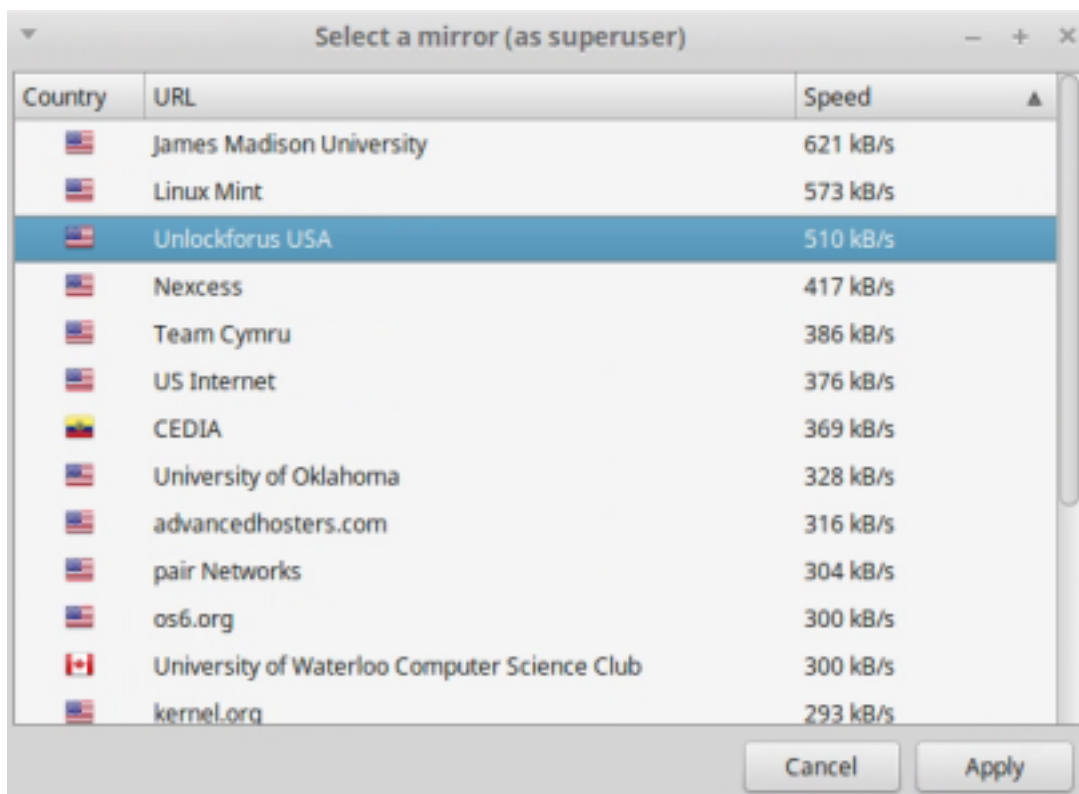 Select a mirror (as superuser)
Country URL Speed
James Madison University 621 kB/s
Linux Mint 573 kB/s
Unlockforus USA 510 kB/s
Nexcess 417 kB/s
Team Cymru 386 kB/s
US Internet 376 kB/s
CEDIA 369 kB/s
University of Oklahoma 328 kB/s
advancedhosters.com 316 kB/s
pair Networks 304 kB/s
os6.org 300 kB/s
University of Waterloo Computer Science Club 300 kB/s
kernel.org 293 kB/s
Cancel Apply